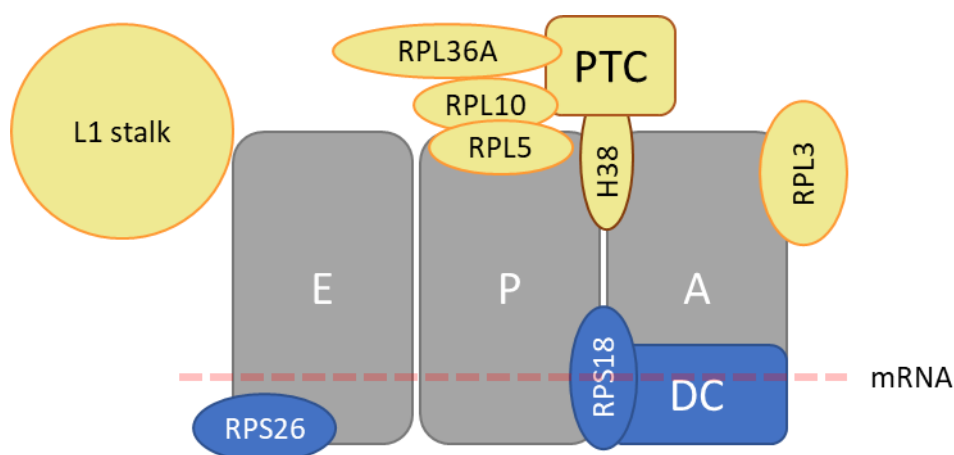 RPL36A
PTC
RPL10
L1 stalk
RPL5
H38
RPL3
E
P
A
RPS18
DC
mRNA
RPS26